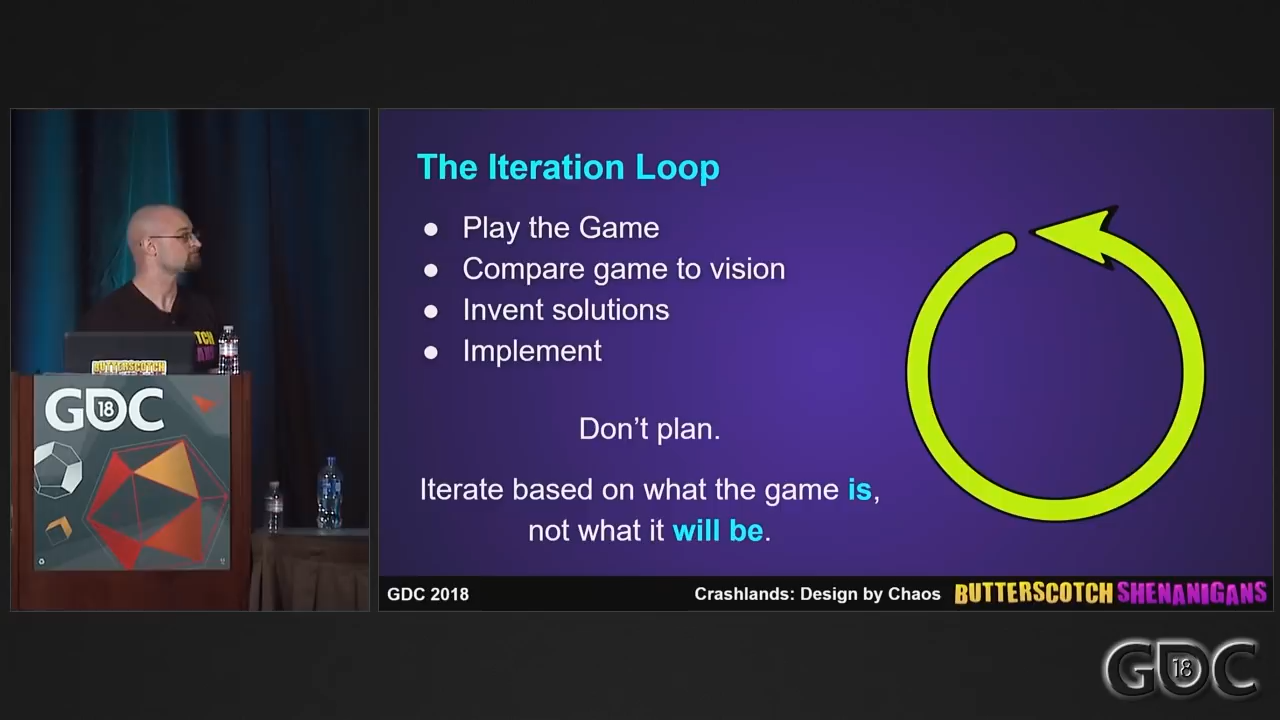 The Iteration Loop
● Play the Game
● Compare game to vision
● Invent solutions
● Implement
Don't plan.
Iterate based on what the game is,
not what it will be.
GDC 2018
Crashlands: Design by Chaos
BUTTERSCOTCH SHENANIGANS
TCH
BUTTERSCOTCH
GDC
18
GDC
18